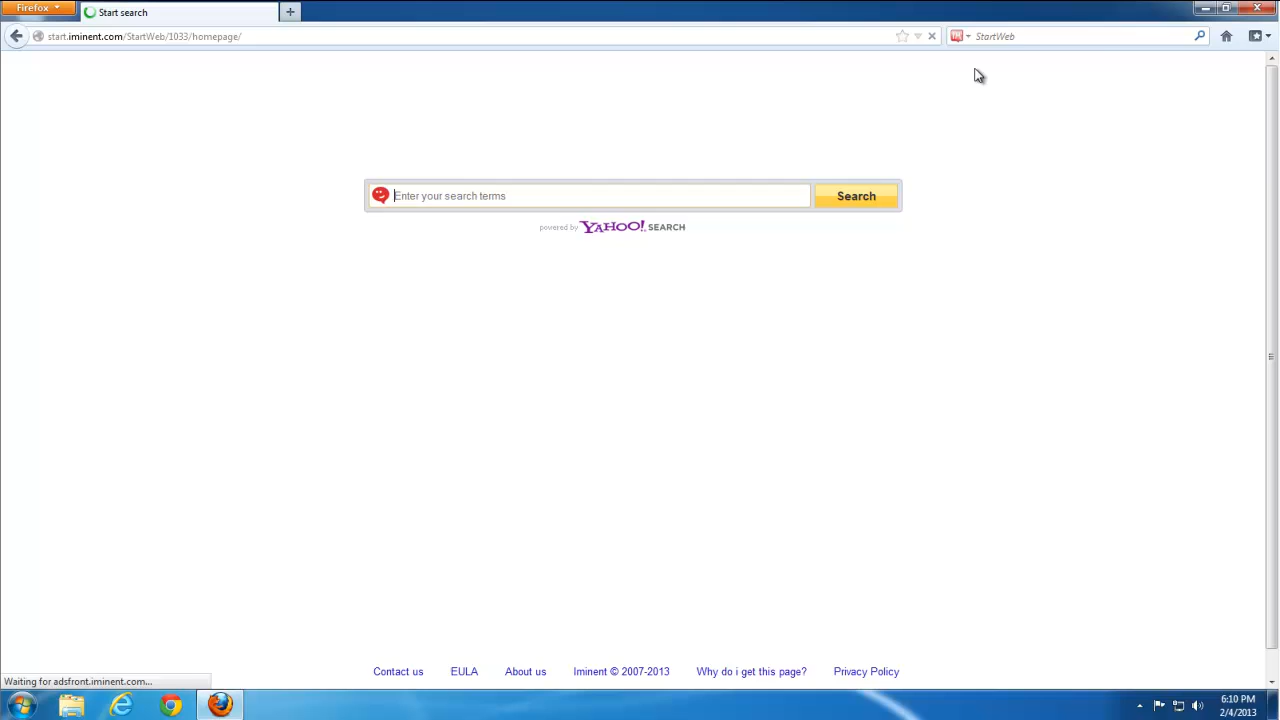 Firefox
Start search
start.iminent.com/StartWeb/1033/homepage/
StartWeb
Enter your search terms
Search
powered by YAHOO! SEARCH
Contact us EULA About us Iminent © 2007-2013 Why do i get this page? Privacy Policy
Waiting for adsfront.iminent.com...
6:10 PM
2/4/2013